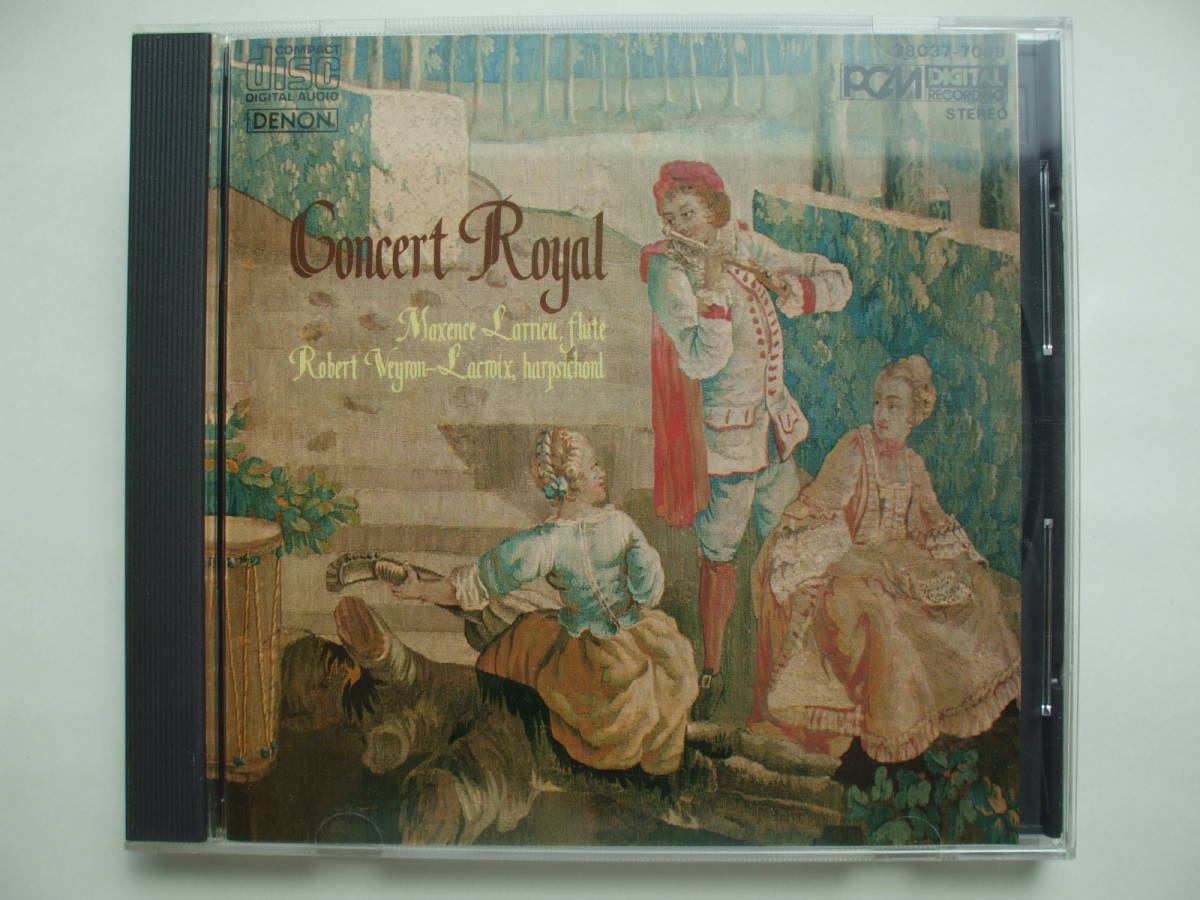 COMPACT
disc
DIGITAL AUDIO
DENON
38C37-7049
PCM DIGITAL RECORDING
STEREO
Concert Royal
Maxence Larrieu, flute
Robert Veyron-Lacroix, harpsichord